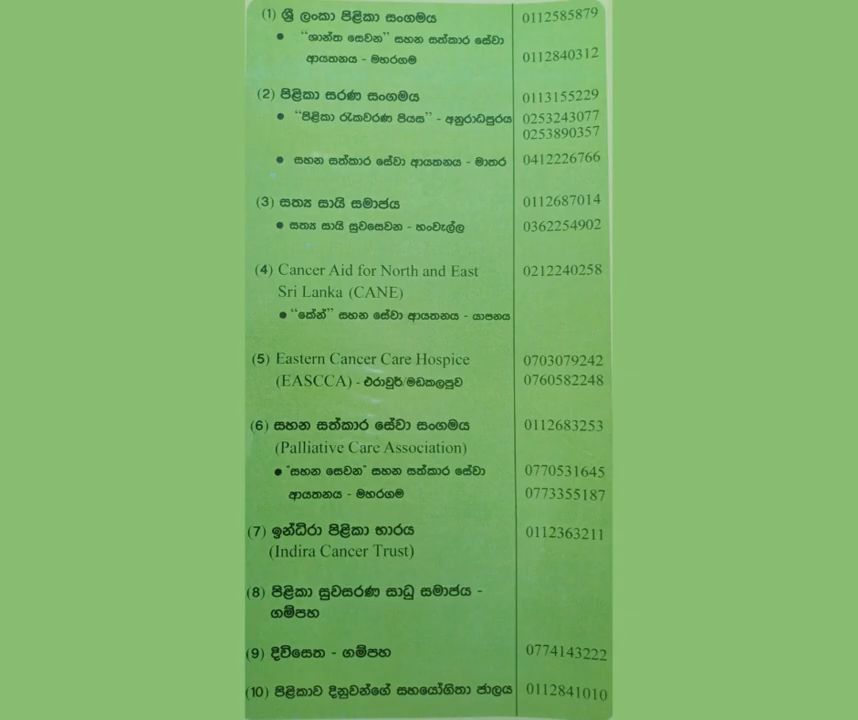 (1) ශ්‍රී ලංකා පිළිකා සංගමය 0112585879
● “ශාන්ත සෙවන” සහන සත්කාර සේවා
ආයතනය - මහරගම 0112840312
(2) පිළිකා සරණ සංගමය 0113155229
● “පිළිකා රැකවරණ පියස” - අනුරාධපුරය 0253243077
0253890357
● සහන සත්කාර සේවා ආයතනය - මාතර 0412226766
(3) සත්‍ය සායි සමාජය 0112687014
● සත්‍ය සායි සුවසෙවන - හංවැල්ල 0362254902
(4) Cancer Aid for North and East 0212240258
Sri Lanka (CANE)
● “කේන්” සහන සේවා ආයතනය - යාපනය
(5) Eastern Cancer Care Hospice 0703079242
(EASCCA) - එරාවූර්/මඩකලපුව 0760582248
(6) සහන සත්කාර සේවා සංගමය 0112683253
(Palliative Care Association)
● "සහන සෙවන" සහන සත්කාර සේවා 0770531645
ආයතනය - මහරගම 0773355187
(7) ඉන්ධිරා පිළිකා භාරය 0112363211
(Indira Cancer Trust)
(8) පිළිකා සුවසරණ සාධු සමාජය -
ගම්පහ
(9) දිවිසෙත - ගම්පහ 0774143222
(10) පිළිකාව දිනුවන්ගේ සහයෝගිතා ජාලය 0112841010